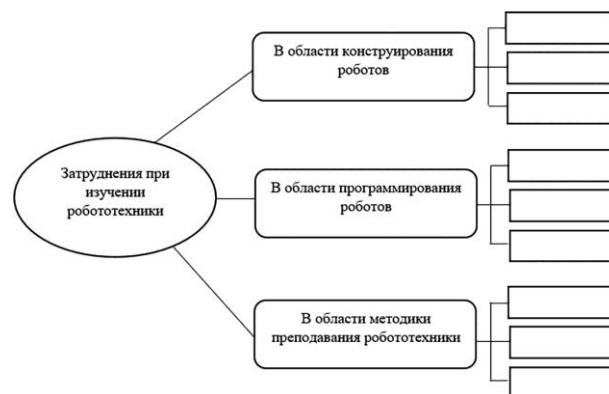 В области конструирования
роботов
Затруднения при
изучении
робототехники
В области программирования
роботов
В области методики
преподавания робототехники